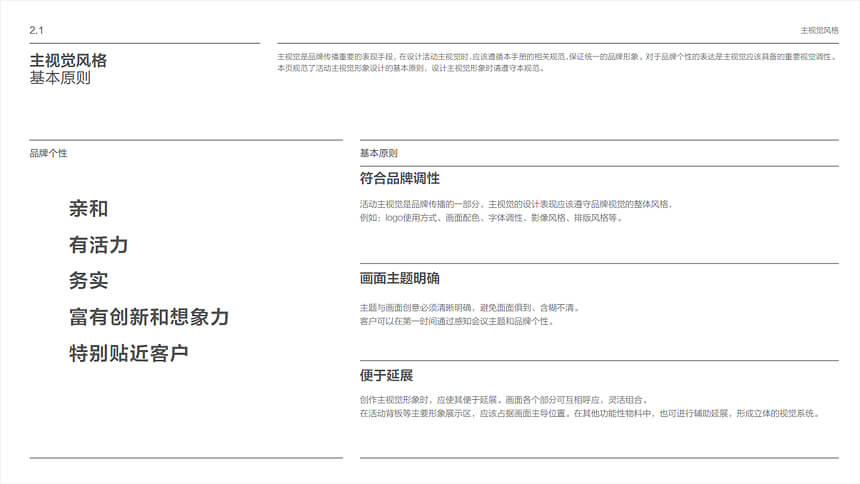 2.1
主视觉风格
主视觉风格
基本原则
主视觉是品牌传播重要的表现手段。在设计活动主视觉时，应该遵循本手册的相关规范，保证统一的品牌形象。对于品牌个性的表达是主视觉应该具备的重要视觉调性。
本页规范了活动主视觉形象设计的基本原则，设计主视觉形象时请遵守本规范。
品牌个性
亲和
有活力
务实
富有创新和想象力
特别贴近客户
基本原则
符合品牌调性
活动主视觉是品牌传播的一部分，主视觉的设计表现应该遵守品牌视觉的整体风格，
例如：logo使用方式、画面配色、字体调性、影像风格、排版风格等。
画面主题明确
主题与画面创意必须清晰明确，避免面面俱到、含糊不清。
客户可以在第一时间通过感知会议主题和品牌个性。
便于延展
创作主视觉形象时，应使其便于延展。画面各个部分可互相呼应，灵活组合。
在活动背板等主要形象展示区，应该占据画面主导位置。在其他功能性物料中，也可进行辅助延展，形成立体的视觉系统。